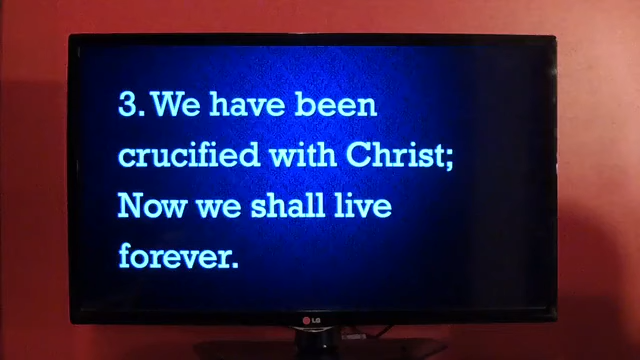 3. We have been
crucified with Christ;
Now we shall live
forever.
LG